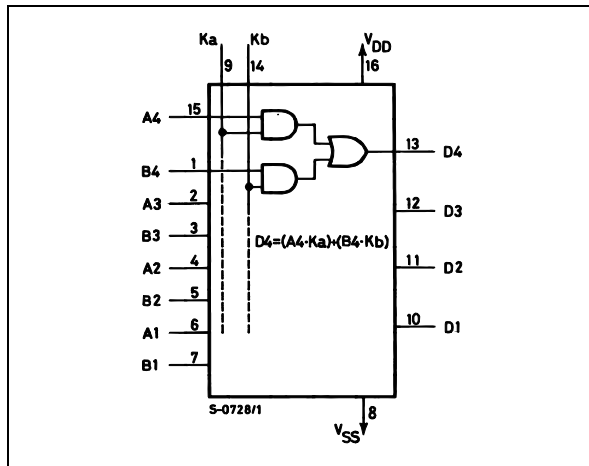 Ka Kb VDD
9 14 16
A4 15
13 D4
B4 1
A3 2
12 D3
B3 3
D4=(A4·Ka)+(B4·Kb)
A2 4
11 D2
B2 5
A1 6
10 D1
B1 7
S-0728/1
8
VSS